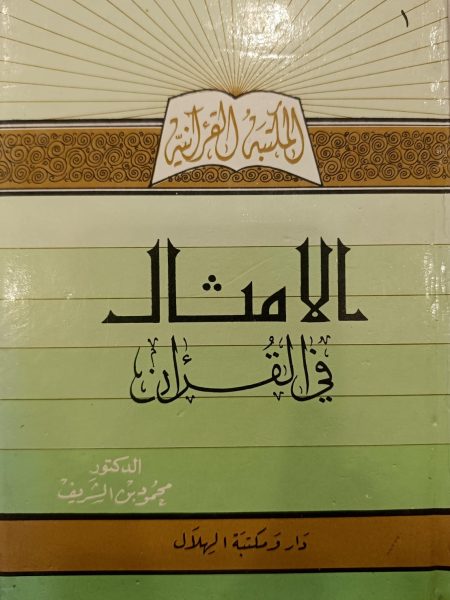 ١
المكتبة القرآنية
الأمثال
في القرآن
الدكتور
محمود بن الشريف
دار ومكتبة الهلال